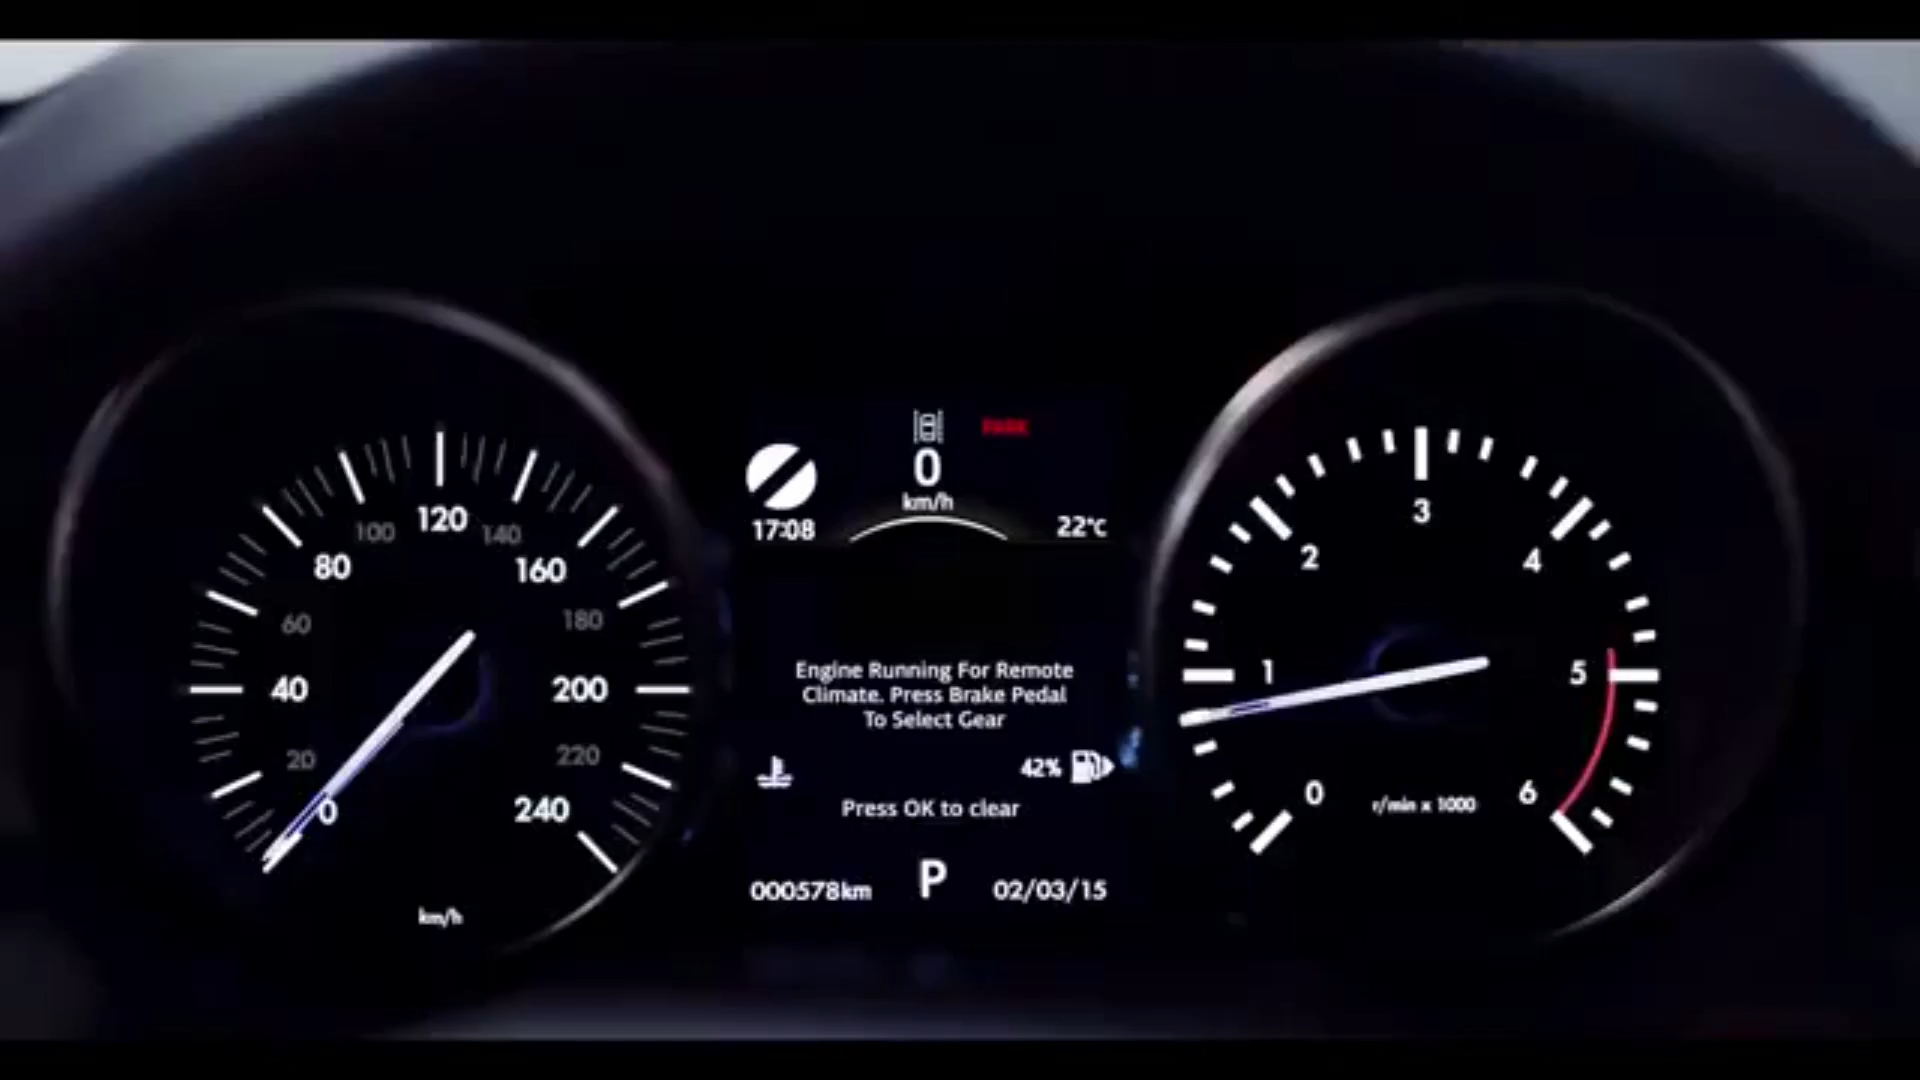 PARK
0
km/h
17:08
22°C
Engine Running For Remote
Climate. Press Brake Pedal
To Select Gear
42%
Press OK to clear
000578km
P
02/03/15
0
20
40
60
80
100
120
140
160
180
200
220
240
km/h
0
1
2
3
4
5
6
r/min x 1000